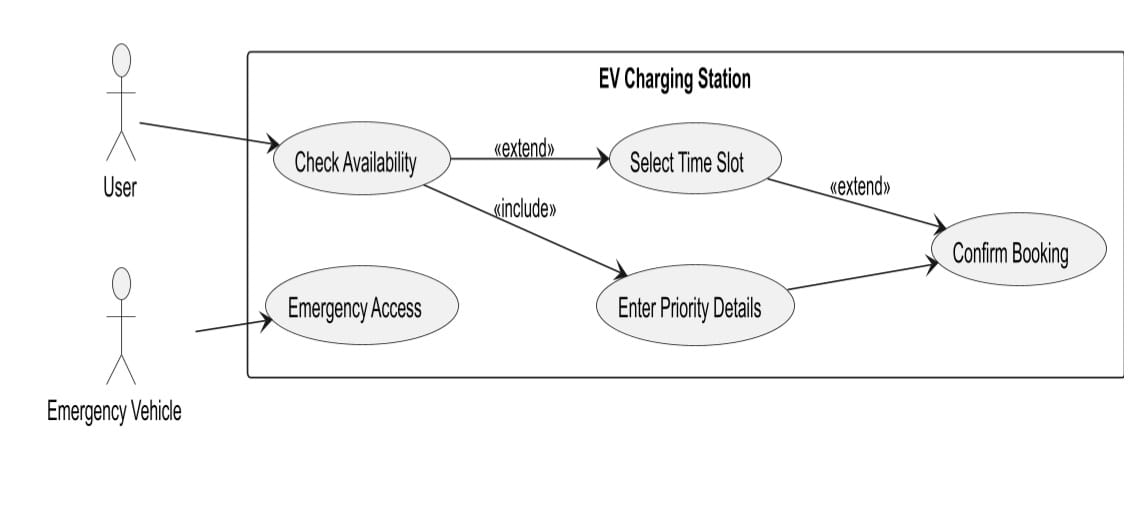 EV Charging Station
User
Check Availability
«extend»
Select Time Slot
«extend»
«include»
Confirm Booking
Emergency Vehicle
Emergency Access
Enter Priority Details